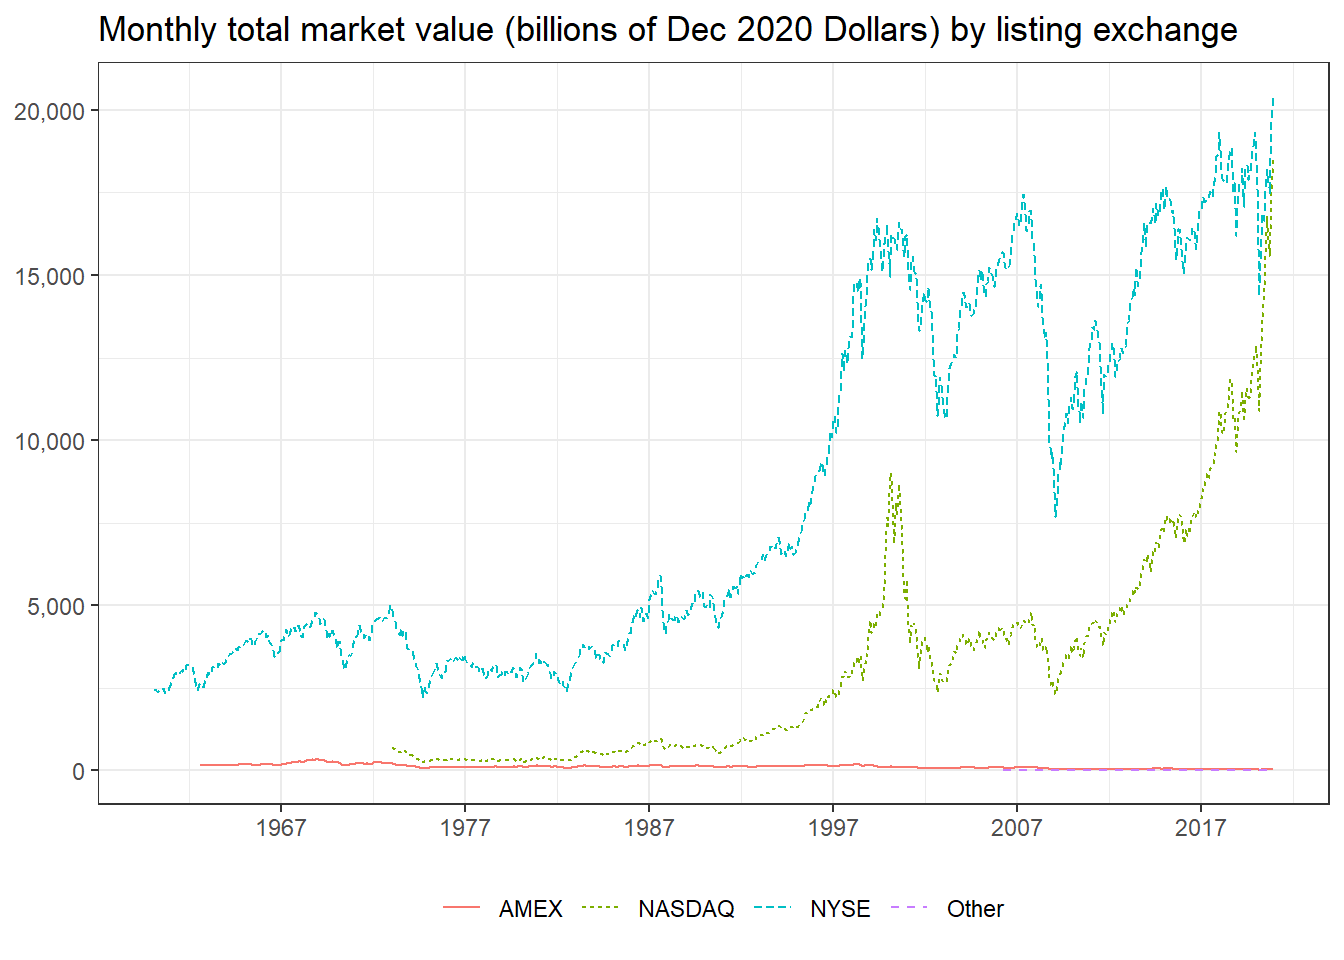 Monthly total market value (billions of Dec 2020 Dollars) by listing exchange
20,000
15,000
10,000
5,000
0
1967 1977 1987 1997 2007 2017
AMEX NASDAQ NYSE Other